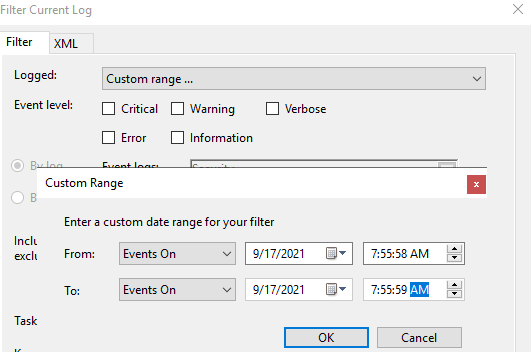 Filter Current Log
Filter XML
Logged: Custom range ...
Event level: Critical Warning Verbose
Error Information
By log Event logs: Security
Custom Range
Enter a custom date range for your filter
From: Events On 9/17/2021 7:55:58 AM
To: Events On 9/17/2021 7:55:59 AM
Task
OK Cancel